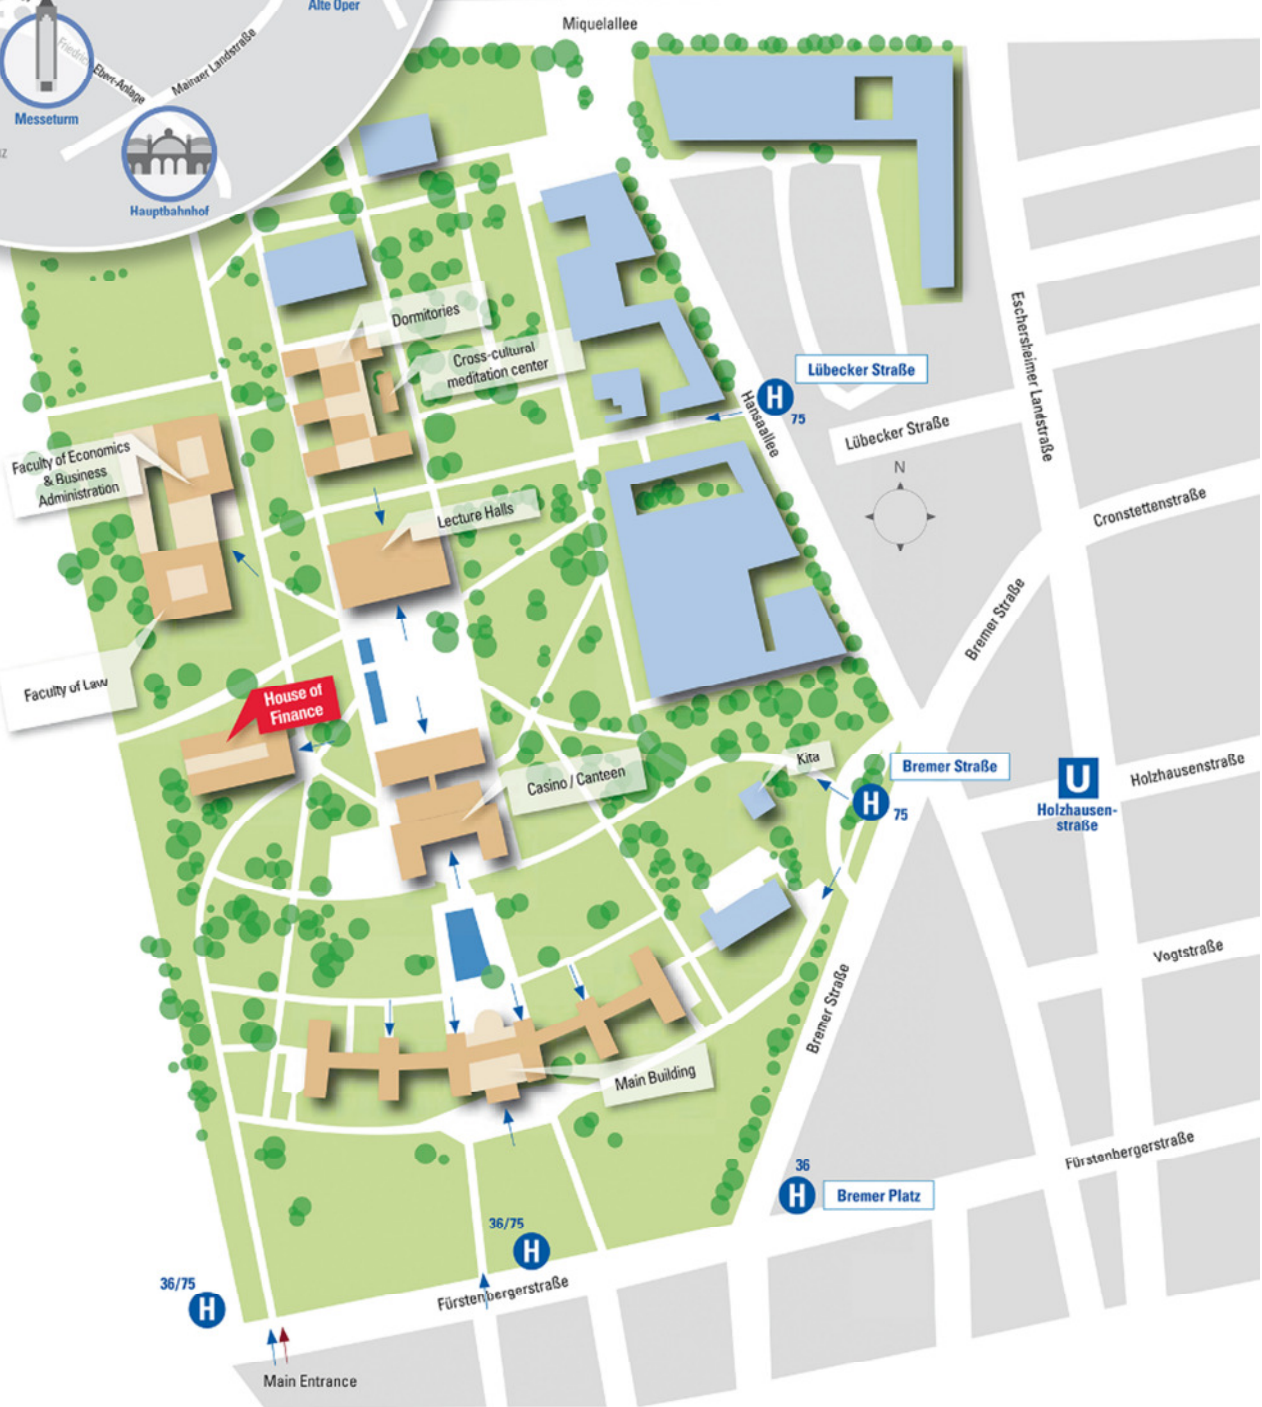 Alte Oper
Miquelallee
Friedrich-
Ebert-Anlage
Mainzer Landstraße
Messeturm
Hauptbahnhof
Dormitories
Cross-cultural
meditation center
Lübecker Straße
H
75
Hansaallee
Lübecker Straße
Eschersheimer Landstraße
Faculty of Economics
& Business
Administration
N
Cronstettenstraße
Lecture Halls
Bremer Straße
Faculty of Law
House of
Finance
Casino / Canteen
Kita
Bremer Straße
H
75
U
Holzhausen-
straße
Holzhausenstraße
Vogtstraße
Bremer Straße
Main Building
Fürstenbergerstraße
36
H
Bremer Platz
36/75
H
36/75
H
Fürstenbergerstraße
Main Entrance